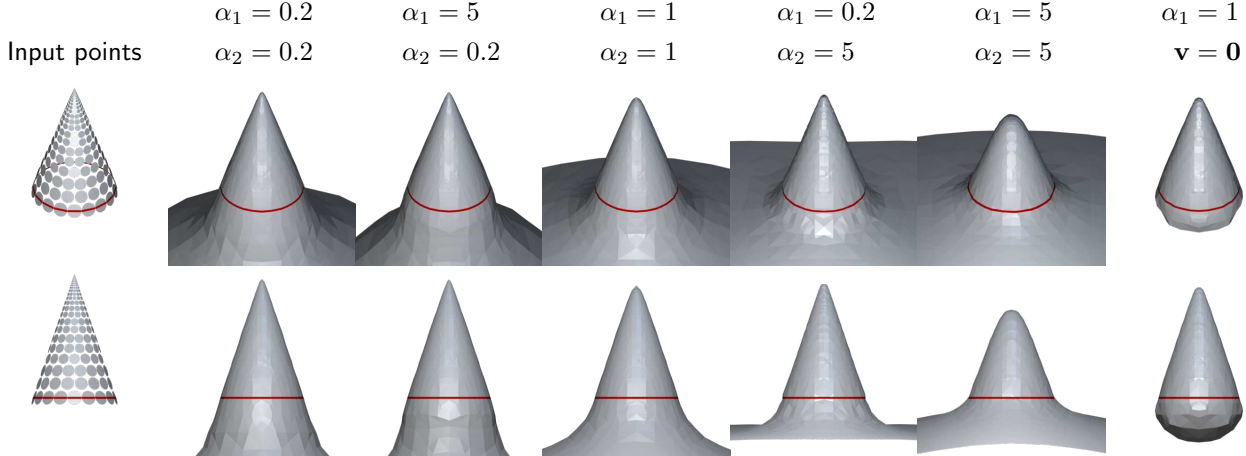 α₁ = 0.2 α₁ = 5 α₁ = 1 α₁ = 0.2 α₁ = 5 α₁ = 1
Input points α₂ = 0.2 α₂ = 0.2 α₂ = 1 α₂ = 5 α₂ = 5 v = 0